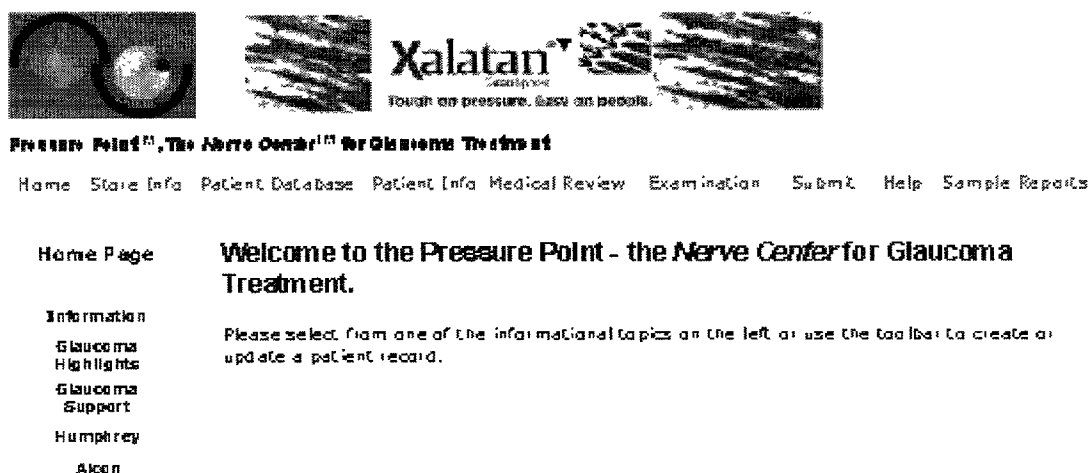 Xalatan
Tough on pressure. Easy on people.
Pressure Point™, The Nerve Center™ for Glaucoma Treatment
Home Store Info Patient Database Patient Info Medical Review Examination Submit Help Sample Reports
Home Page
Welcome to the Pressure Point - the Nerve Center for Glaucoma
Treatment.
Please select from one of the informational topics on the left or use the toolbar to create or
update a patient record.
Information
Glaucoma
Highlights
Glaucoma
Support
Humphrey
Alcon